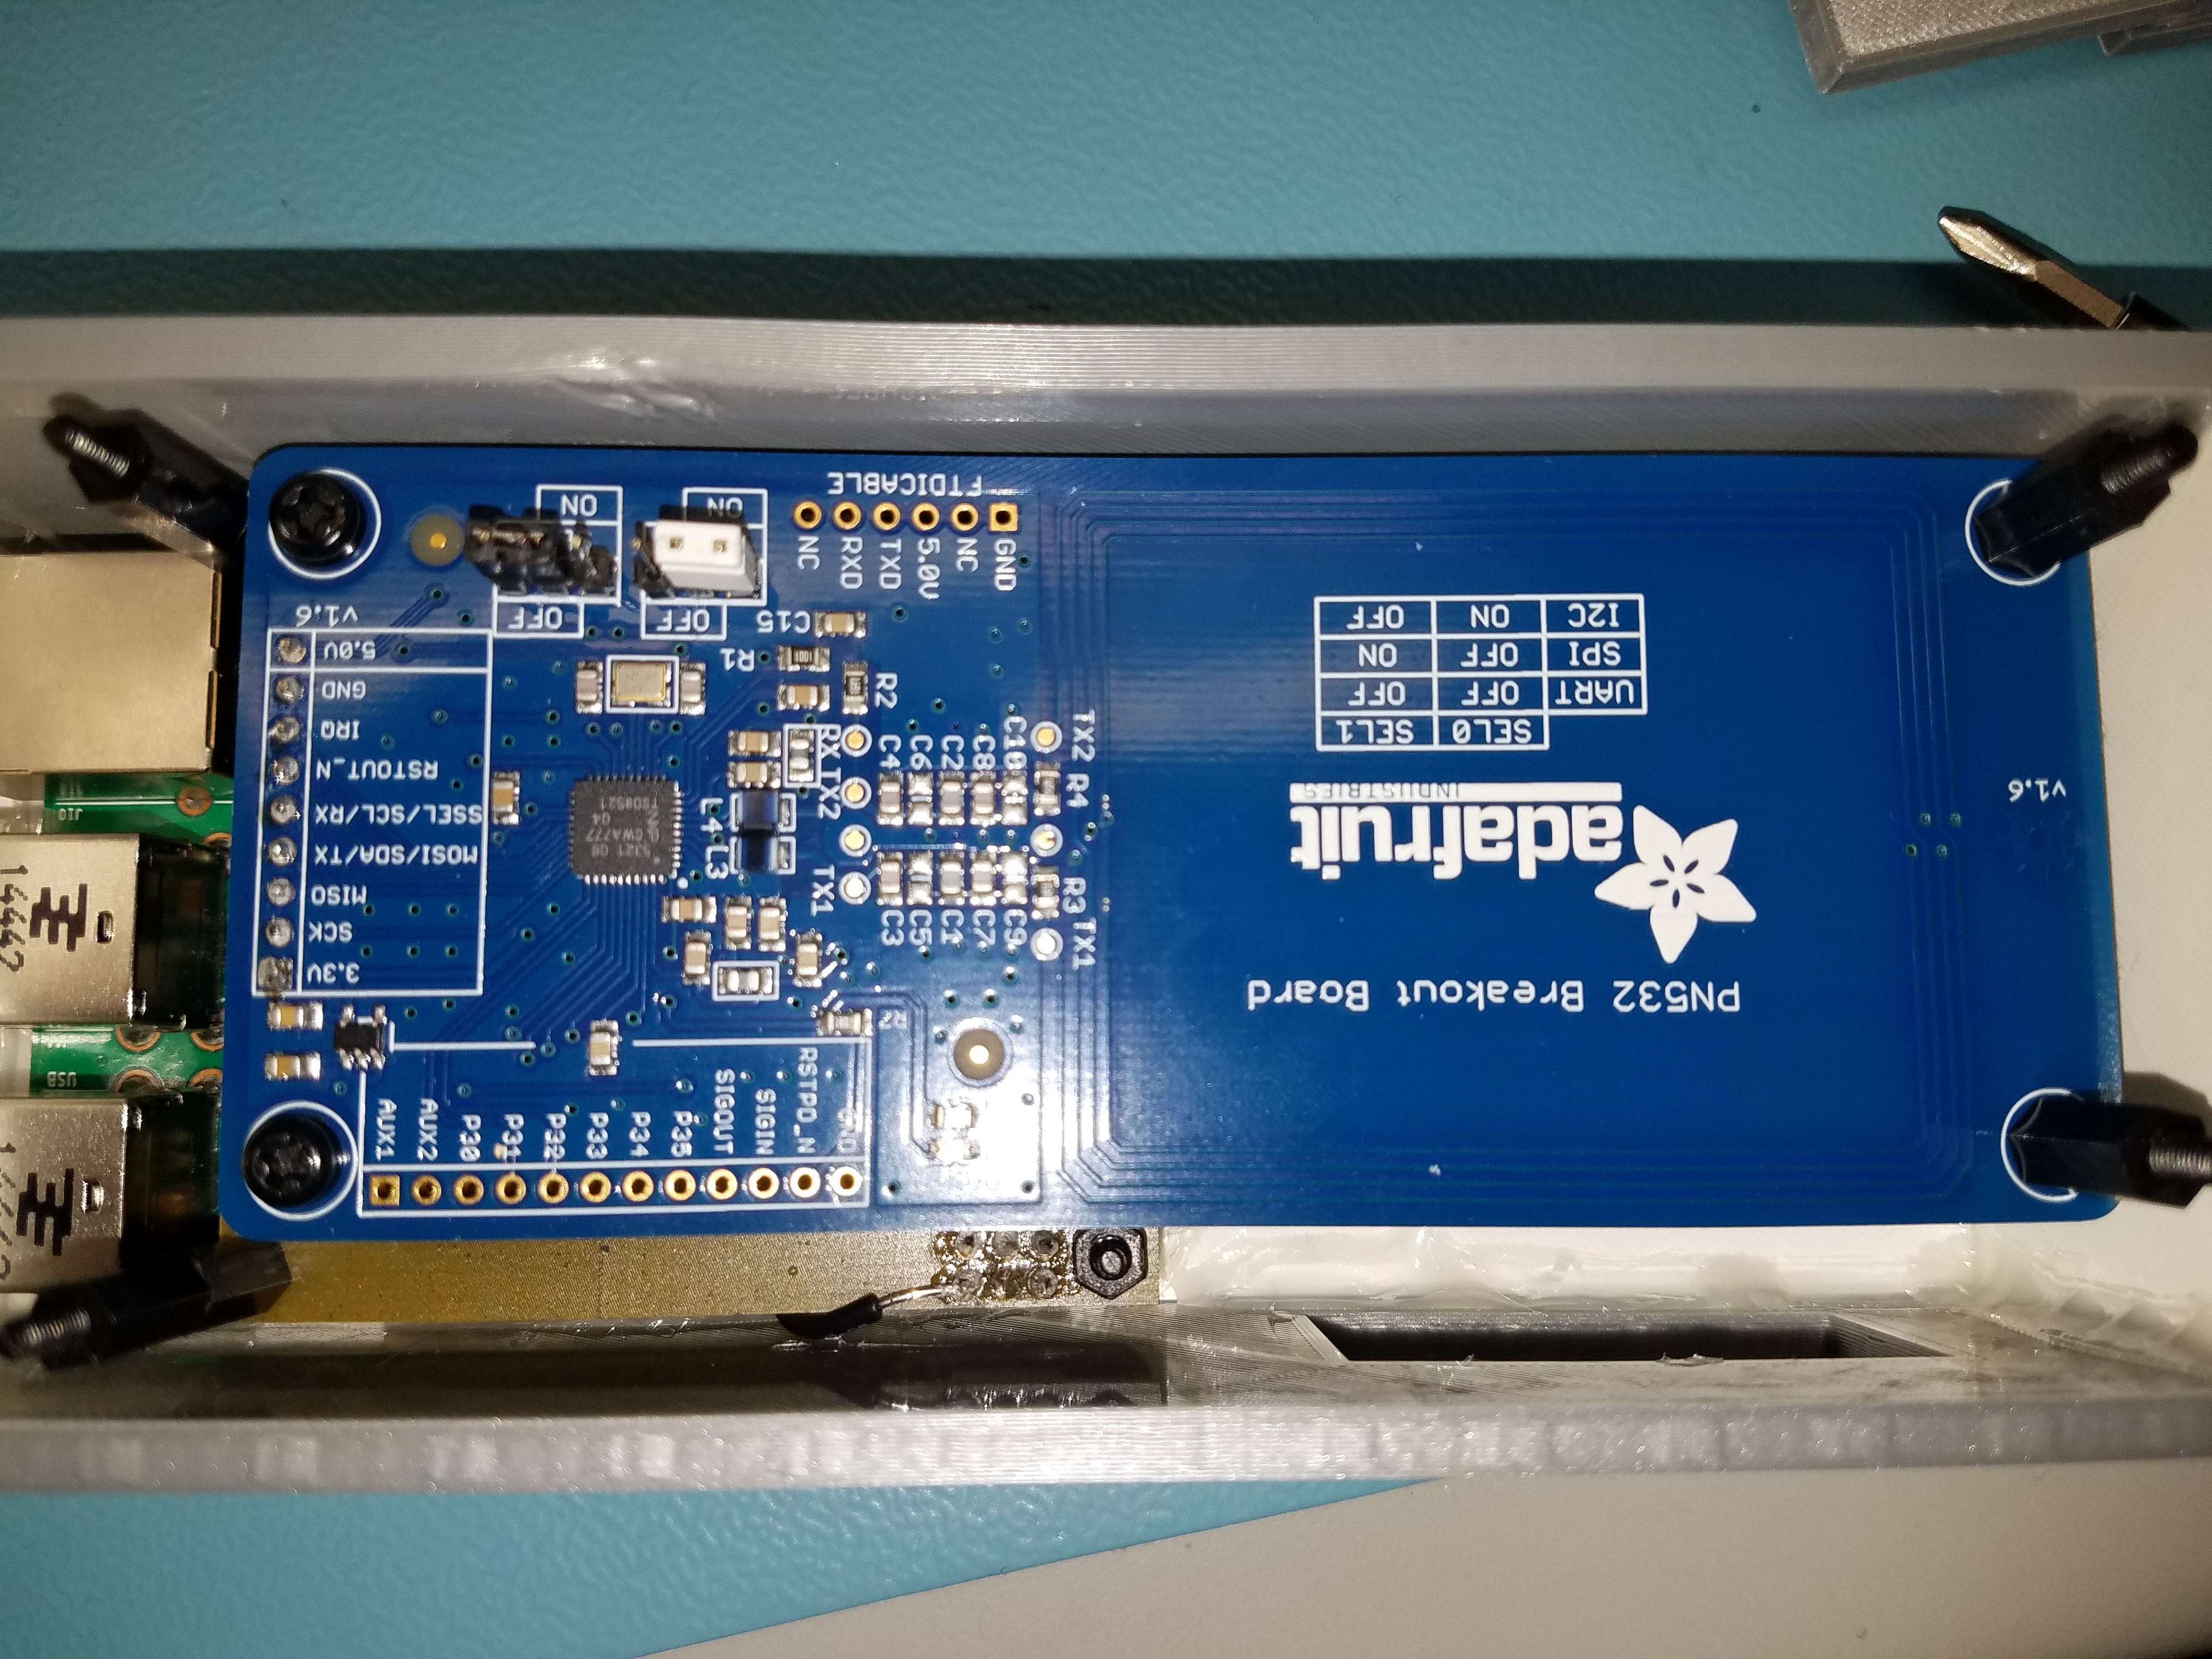 PN532 Breakout Board
adafruit
INDUSTRIES
SEL0 SEL1
UART OFF OFF
SPI OFF ON
I2C ON OFF
v1.6
FTDI CABLE
GND
NC
5.0V
TXD
RXD
NC
ON
OFF
ON
OFF
v1.6
5.0V
GND
IRQ
RSTOUT_N
SSEL/SCL/RX
MOSI/SDA/TX
MISO
SCK
3.3V
AUX1
AUX2
P30
P31
P32
P33
P34
P35
SIGOUT
SIGIN
RSTPD_N
GND
C15
R1
R2
RX
TX2
TX1
L4
L3
C4
C6
C2
C8
C10
TX2
R4
C3
C5
C1
C7
C9
R3
TX1
USB